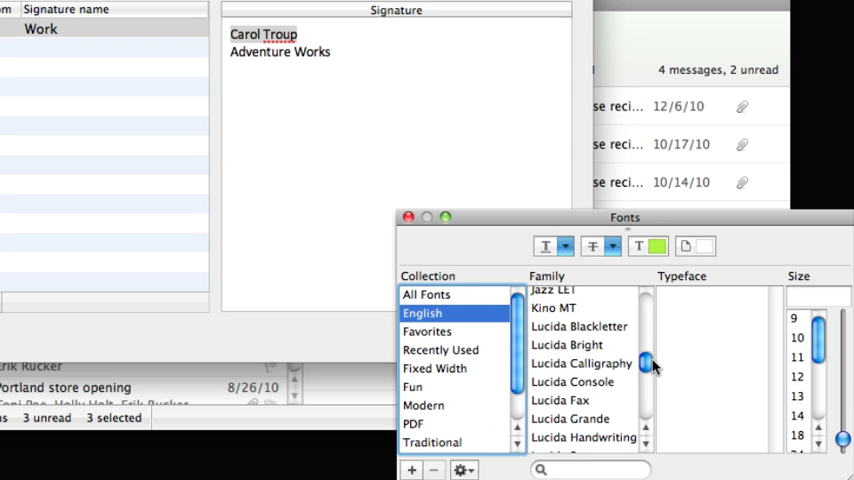 om Signature name
Signature
Work
Carol Troup
Adventure Works
4 messages, 2 unread
se reci... 12/6/10
se reci... 10/17/10
se reci... 10/14/10
Fonts
T T T
Collection Family Typeface Size
All Fonts
English
Favorites
Recently Used
Fixed Width
Fun
Modern
PDF
Traditional
Jazz LET
Kino MT
Lucida Blackletter
Lucida Bright
Lucida Calligraphy
Lucida Console
Lucida Fax
Lucida Grande
Lucida Handwriting
9
10
11
12
13
14
18
24
Erik Rucker
Portland store opening 8/26/10
Toni Poe, Holly Holt, Erik Rucker
ns 3 unread 3 selected